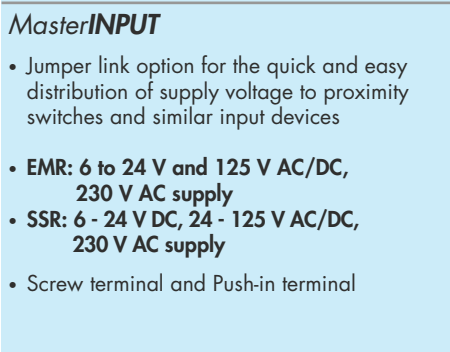 MasterINPUT
• Jumper link option for the quick and easy
distribution of supply voltage to proximity
switches and similar input devices
• EMR: 6 to 24 V and 125 V AC/DC,
230 V AC supply
• SSR: 6 - 24 V DC, 24 - 125 V AC/DC,
230 V AC supply
• Screw terminal and Push-in terminal